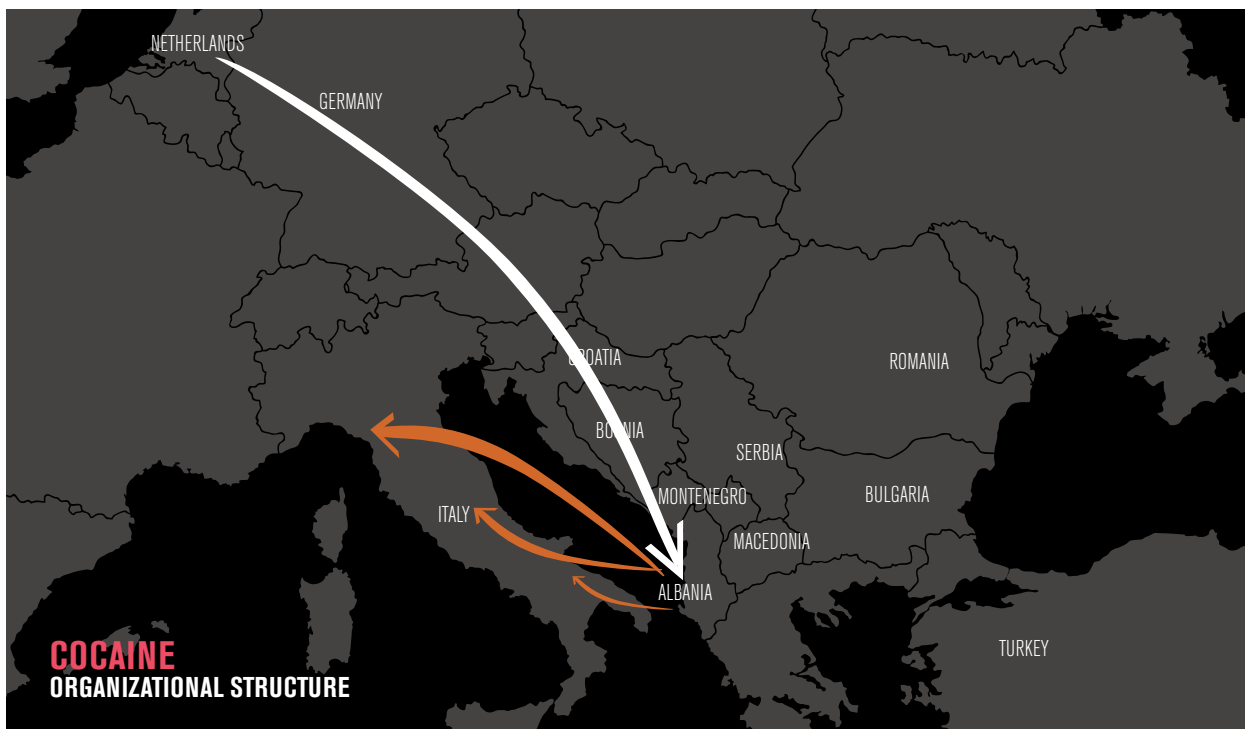 NETHERLANDS
GERMANY
CROATIA
ROMANIA
BOSNIA
SERBIA
MONTENEGRO
BULGARIA
ITALY
MACEDONIA
ALBANIA
TURKEY
COCAINE
ORGANIZATIONAL STRUCTURE